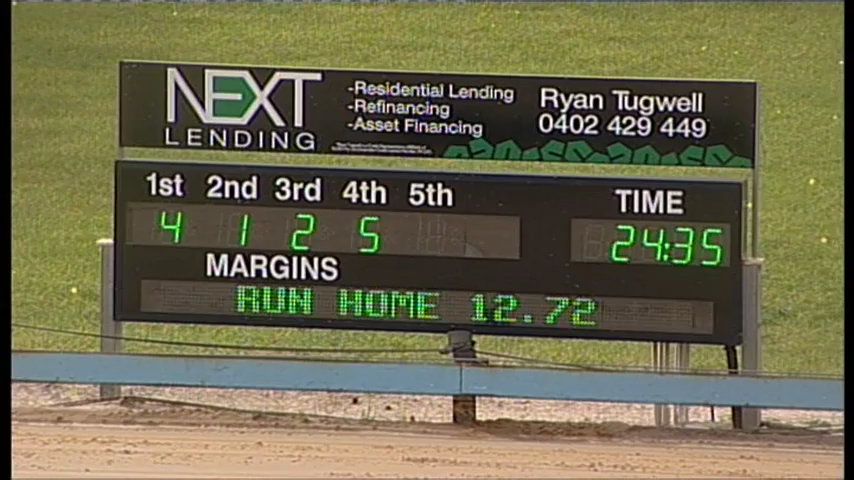 NEXT
LENDING
-Residential Lending
-Refinancing
-Asset Financing
Ryan Tugwell
0402 429 449
1st 2nd 3rd 4th 5th TIME
4 1 2 5 24:35
MARGINS
RUN HOME 12.72